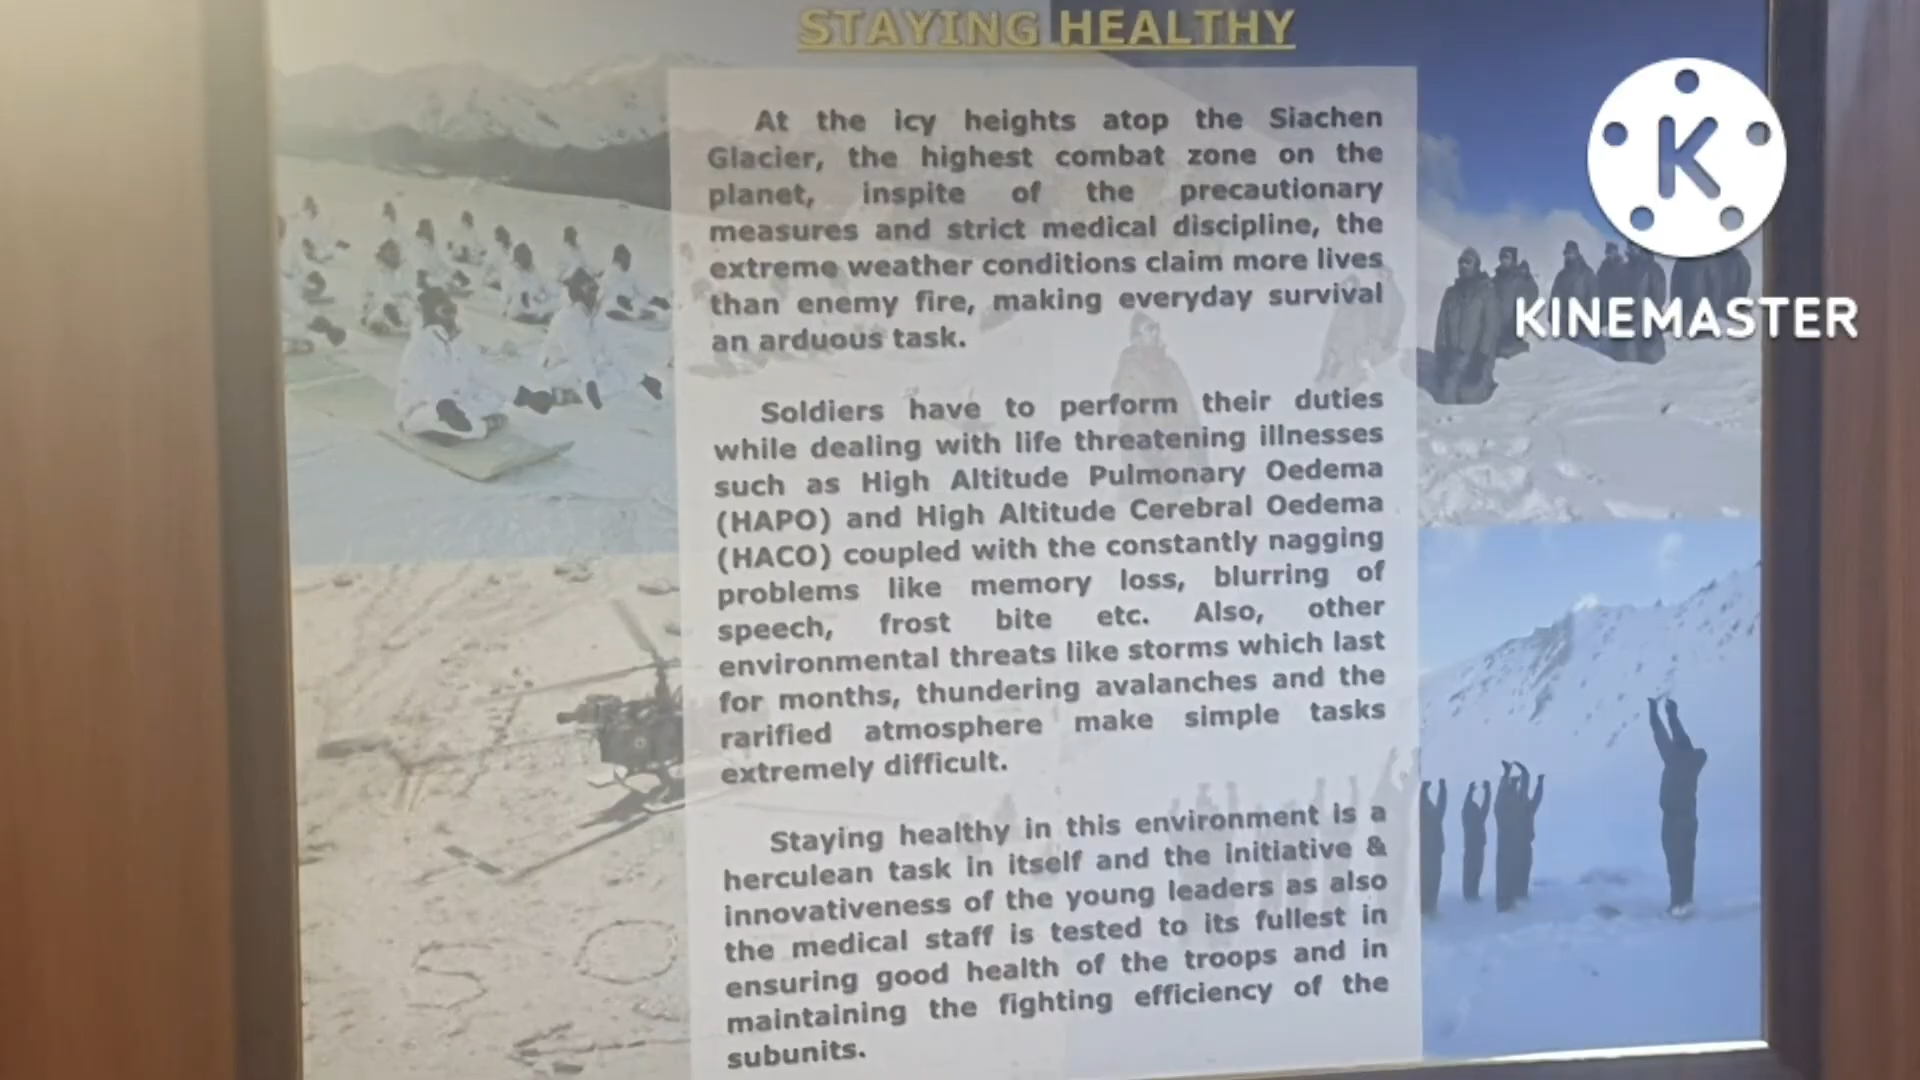 STAYING HEALTHY
At the icy heights atop the Siachen
Glacier, the highest combat zone on the
planet, inspite of the precautionary
measures and strict medical discipline, the
extreme weather conditions claim more lives
than enemy fire, making everyday survival
an arduous task.
Soldiers have to perform their duties
while dealing with life threatening illnesses
such as High Altitude Pulmonary Oedema
(HAPO) and High Altitude Cerebral Oedema
(HACO) coupled with the constantly nagging
problems like memory loss, blurring of
speech, frost bite etc. Also, other
environmental threats like storms which last
for months, thundering avalanches and the
rarified atmosphere make simple tasks
extremely difficult.
Staying healthy in this environment is a
herculean task in itself and the initiative &
innovativeness of the young leaders as also
the medical staff is tested to its fullest in
ensuring good health of the troops and in
maintaining the fighting efficiency of the
subunits.
K
KINEMASTER
SO